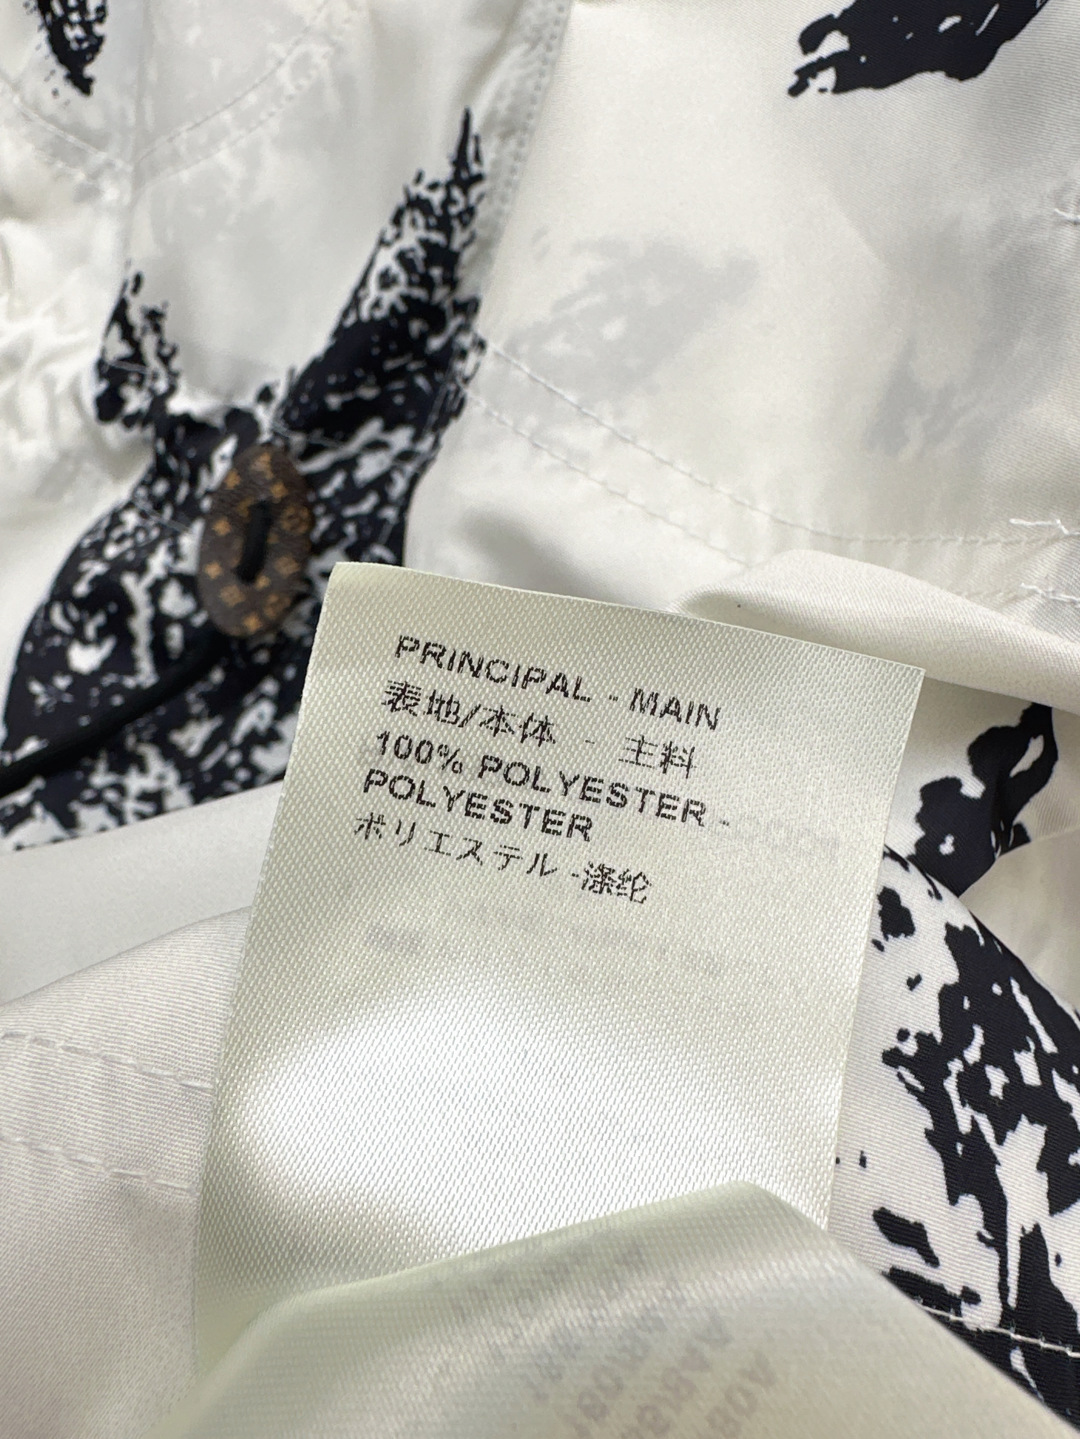 PRINCIPAL - MAIN
表地/本体 - 主料
100% POLYESTER -
POLYESTER
ポリエステル -涤纶